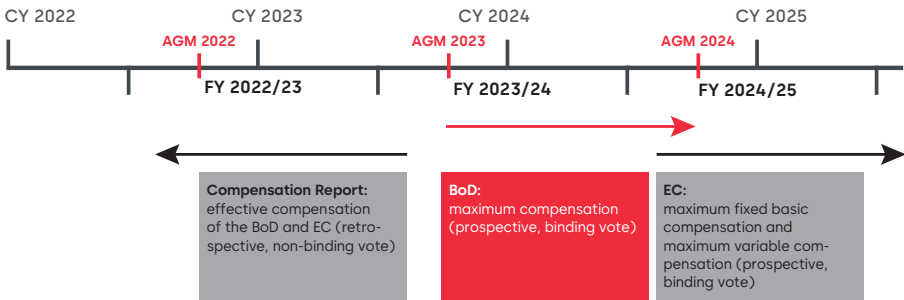 CY 2022
CY 2023
CY 2024
CY 2025
AGM 2022
AGM 2023
AGM 2024
FY 2022/23
FY 2023/24
FY 2024/25
Compensation Report:
effective compensation
of the BoD and EC (retro-
spective, non-binding vote)
BoD:
maximum compensation
(prospective, binding vote)
EC:
maximum fixed basic
compensation and
maximum variable com-
pensation (prospective,
binding vote)